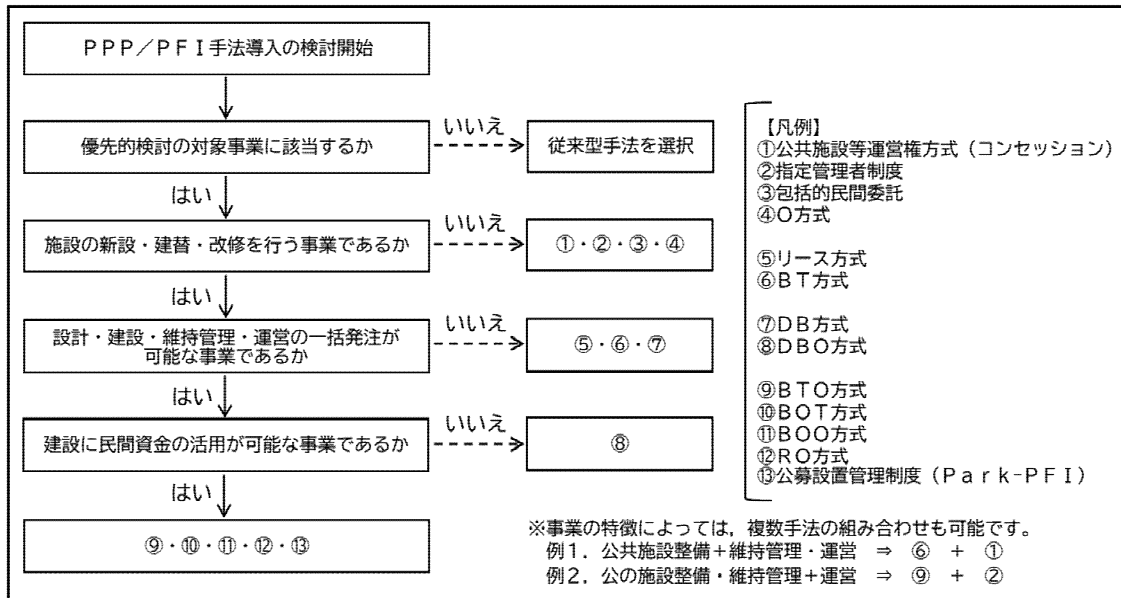 PPP/PFI手法導入の検討開始
優先的検討の対象事業に該当するか
いいえ
従来型手法を選択
はい
施設の新設・建替・改修を行う事業であるか
いいえ
①・②・③・④
はい
設計・建設・維持管理・運営の一括発注が
可能な事業であるか
いいえ
⑤・⑥・⑦
はい
建設に民間資金の活用が可能な事業であるか
いいえ
⑧
はい
⑨・⑩・⑪・⑫・⑬
【凡例】
①公共施設等運営権方式(コンセッション)
②指定管理者制度
③包括的民間委託
④O方式
⑤リース方式
⑥BT方式
⑦DB方式
⑧DBO方式
⑨BTO方式
⑩BOT方式
⑪BOO方式
⑫RO方式
⑬公募設置管理制度(Park-PFI)
※事業の特徴によっては,複数手法の組み合わせも可能です。
例1.公共施設整備+維持管理・運営 ⇒ ⑥ + ①
例2.公の施設整備・維持管理+運営 ⇒ ⑨ + ②